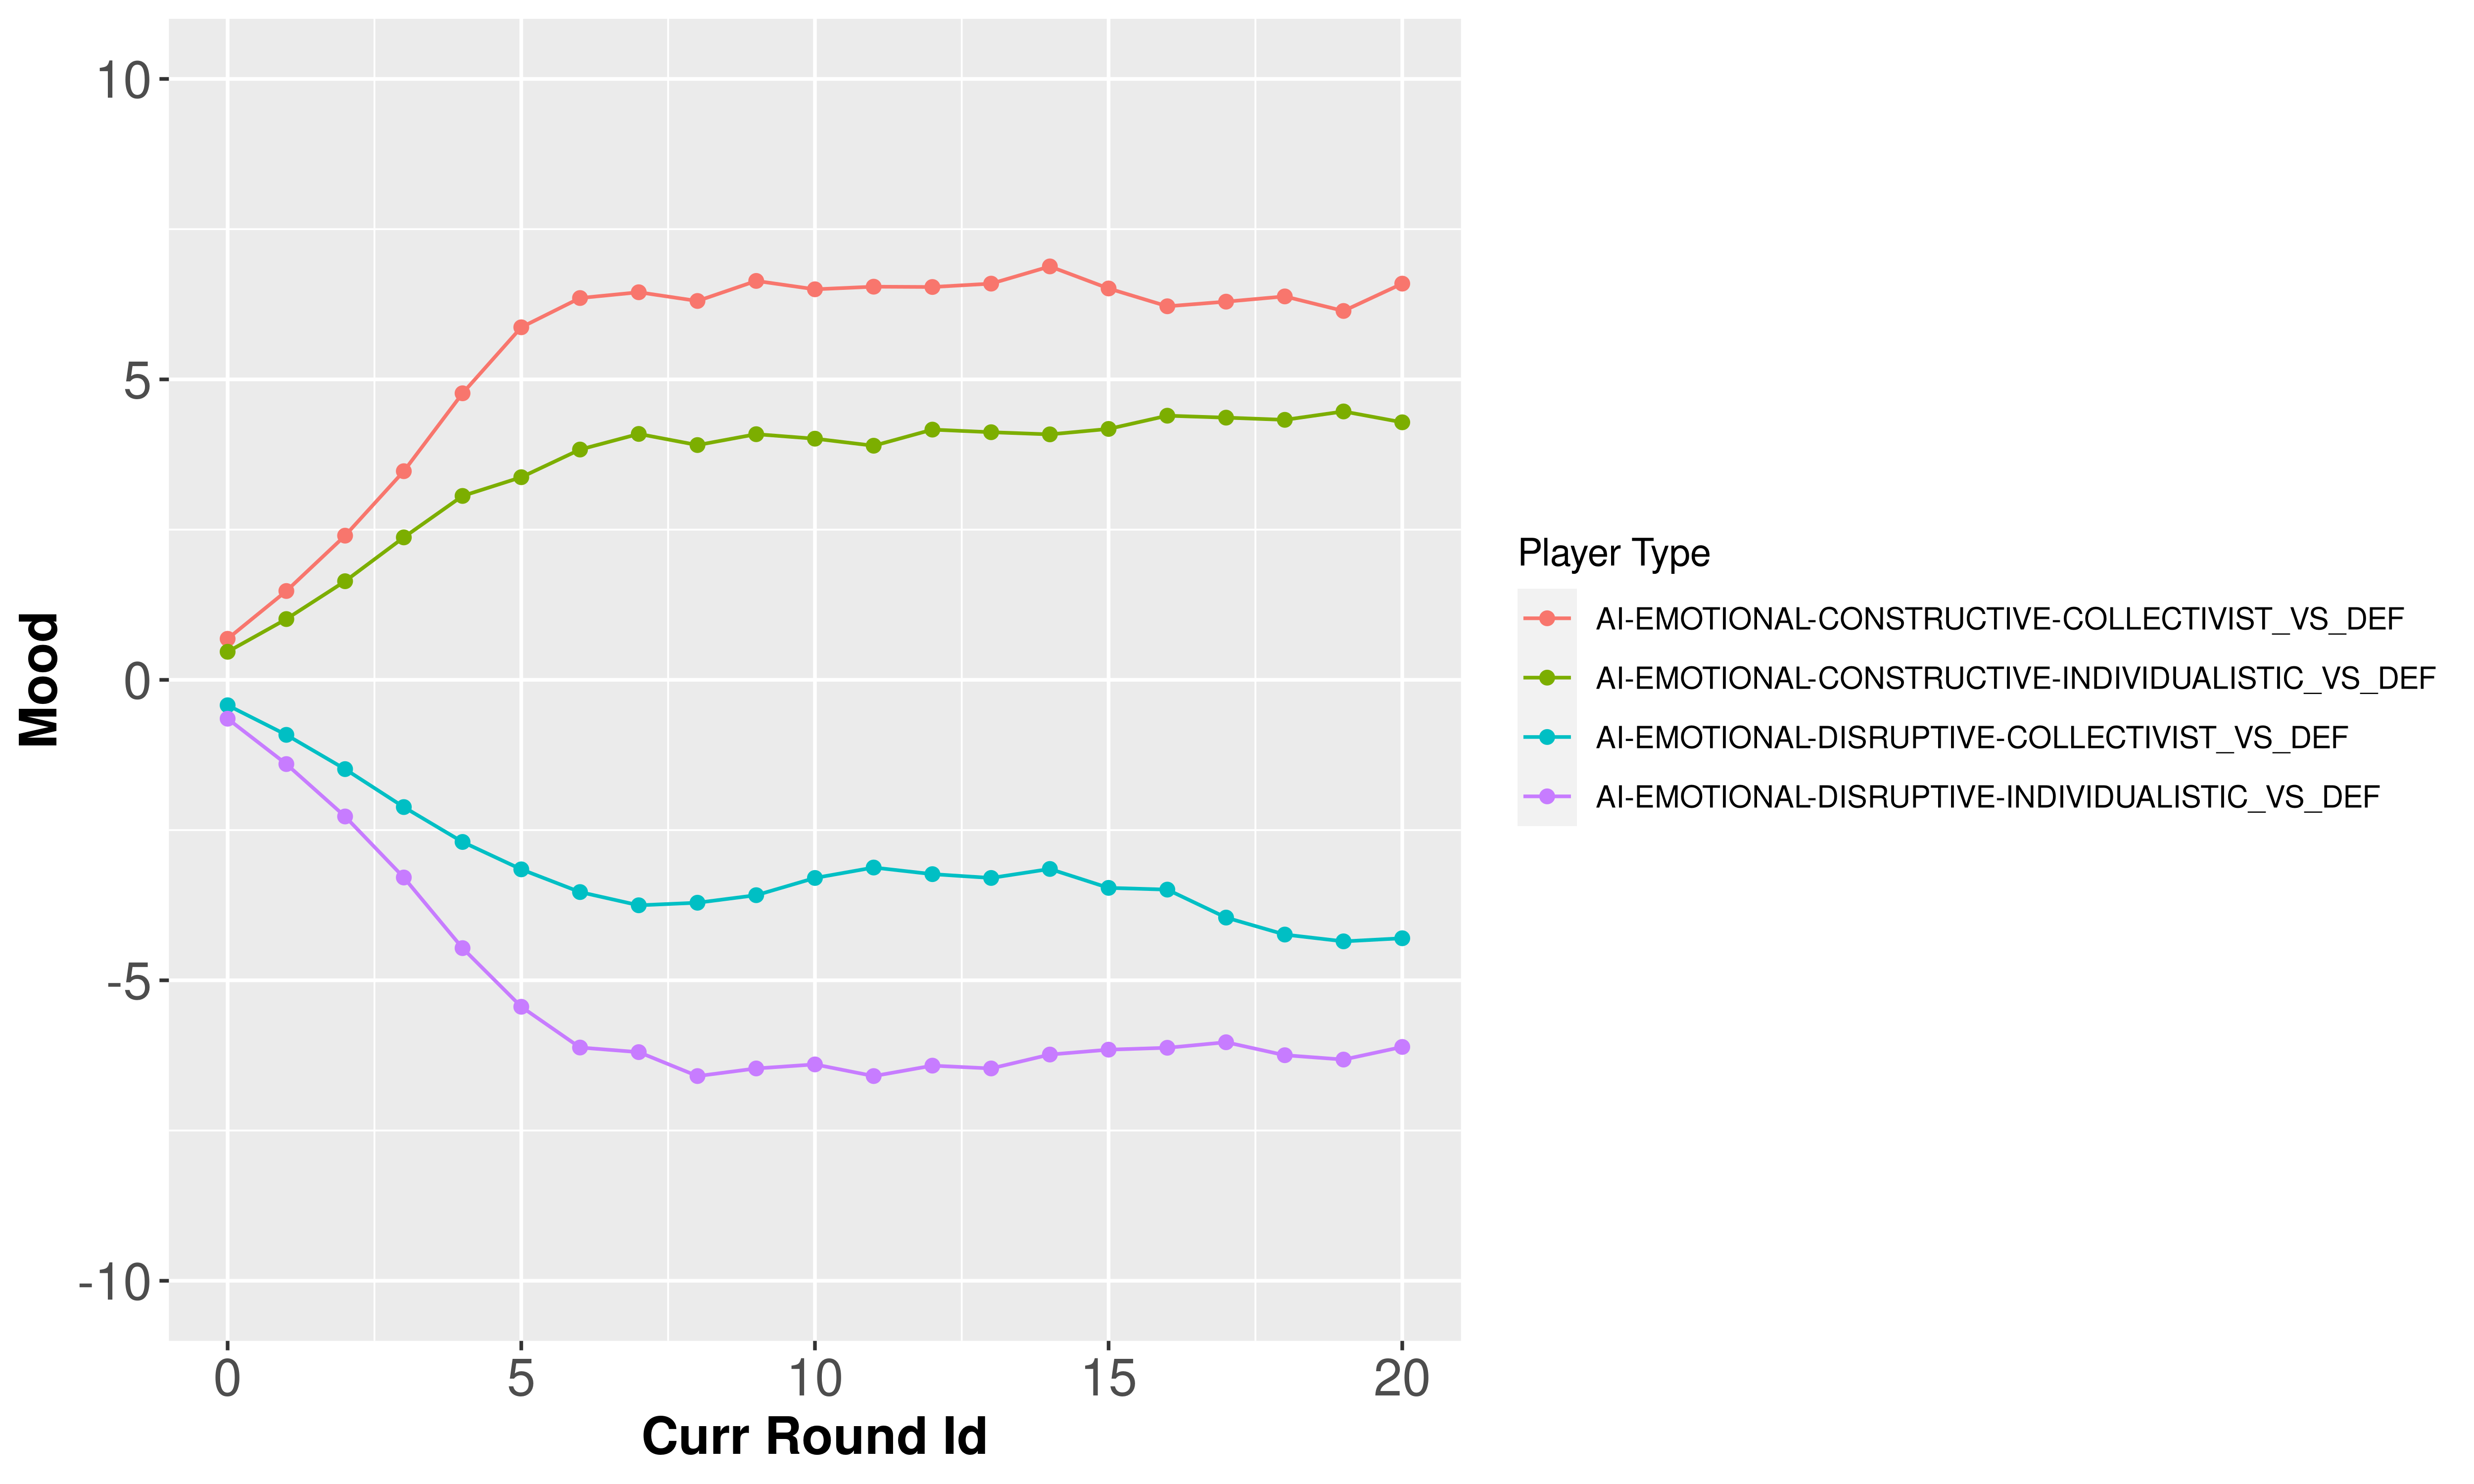 10
5
0
-5
-10
Mood
0 5 10 15 20
Curr Round Id
Player Type
AI-EMOTIONAL-CONSTRUCTIVE-COLLECTIVIST_VS_DEF
AI-EMOTIONAL-CONSTRUCTIVE-INDIVIDUALISTIC_VS_DEF
AI-EMOTIONAL-DISRUPTIVE-COLLECTIVIST_VS_DEF
AI-EMOTIONAL-DISRUPTIVE-INDIVIDUALISTIC_VS_DEF